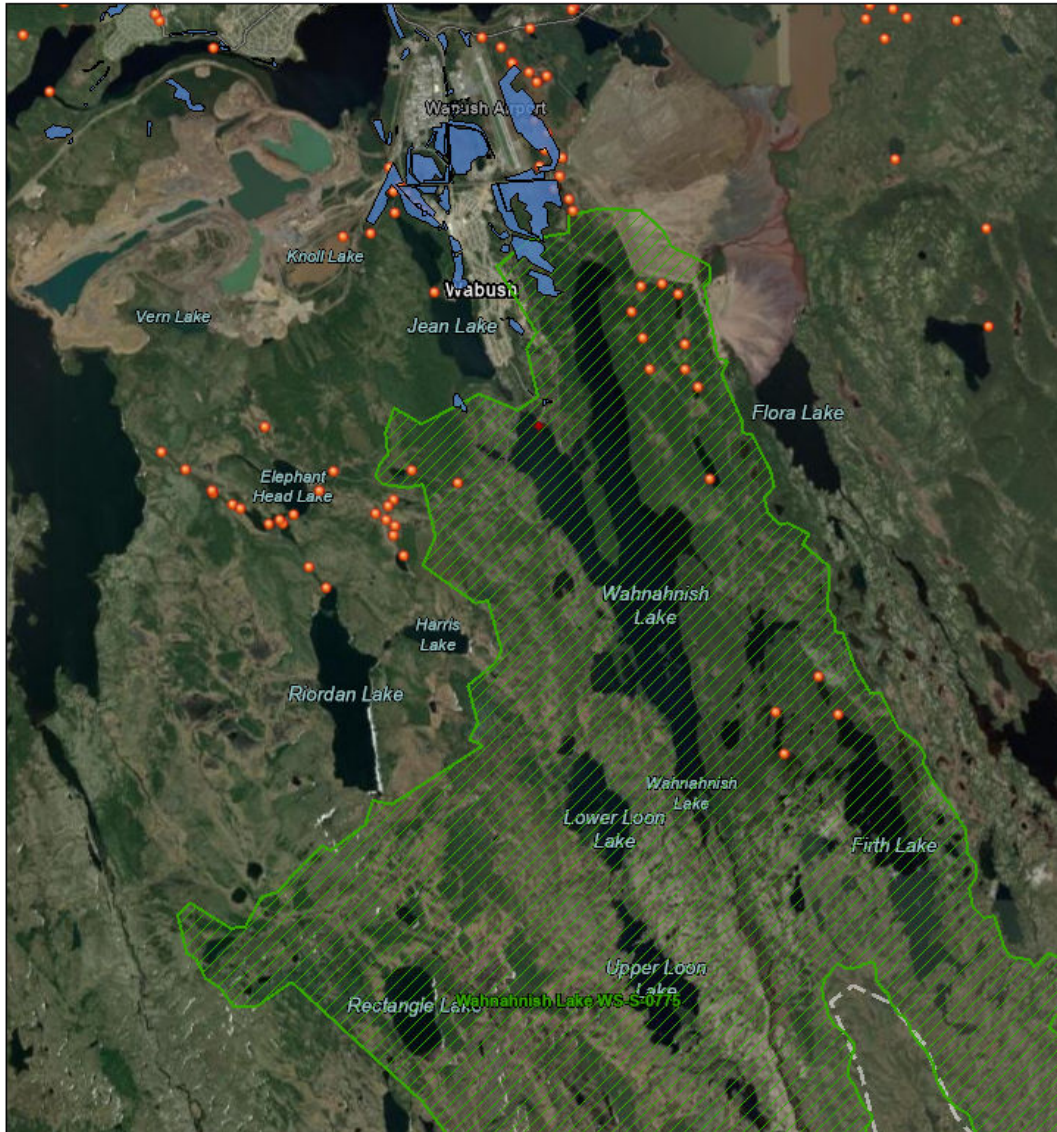 Wabush Airport
Knoll Lake
Wabush
Vern Lake
Jean Lake
Flora Lake
Elephant
Head Lake
Wahnahnish
Lake
Harris
Lake
Riordan Lake
Wahnahnish
Lake
Lower Loon
Lake
Firth Lake
Upper Loon
Lake
Rectangle Lake
Wahnahnish Lake WS-S-0775